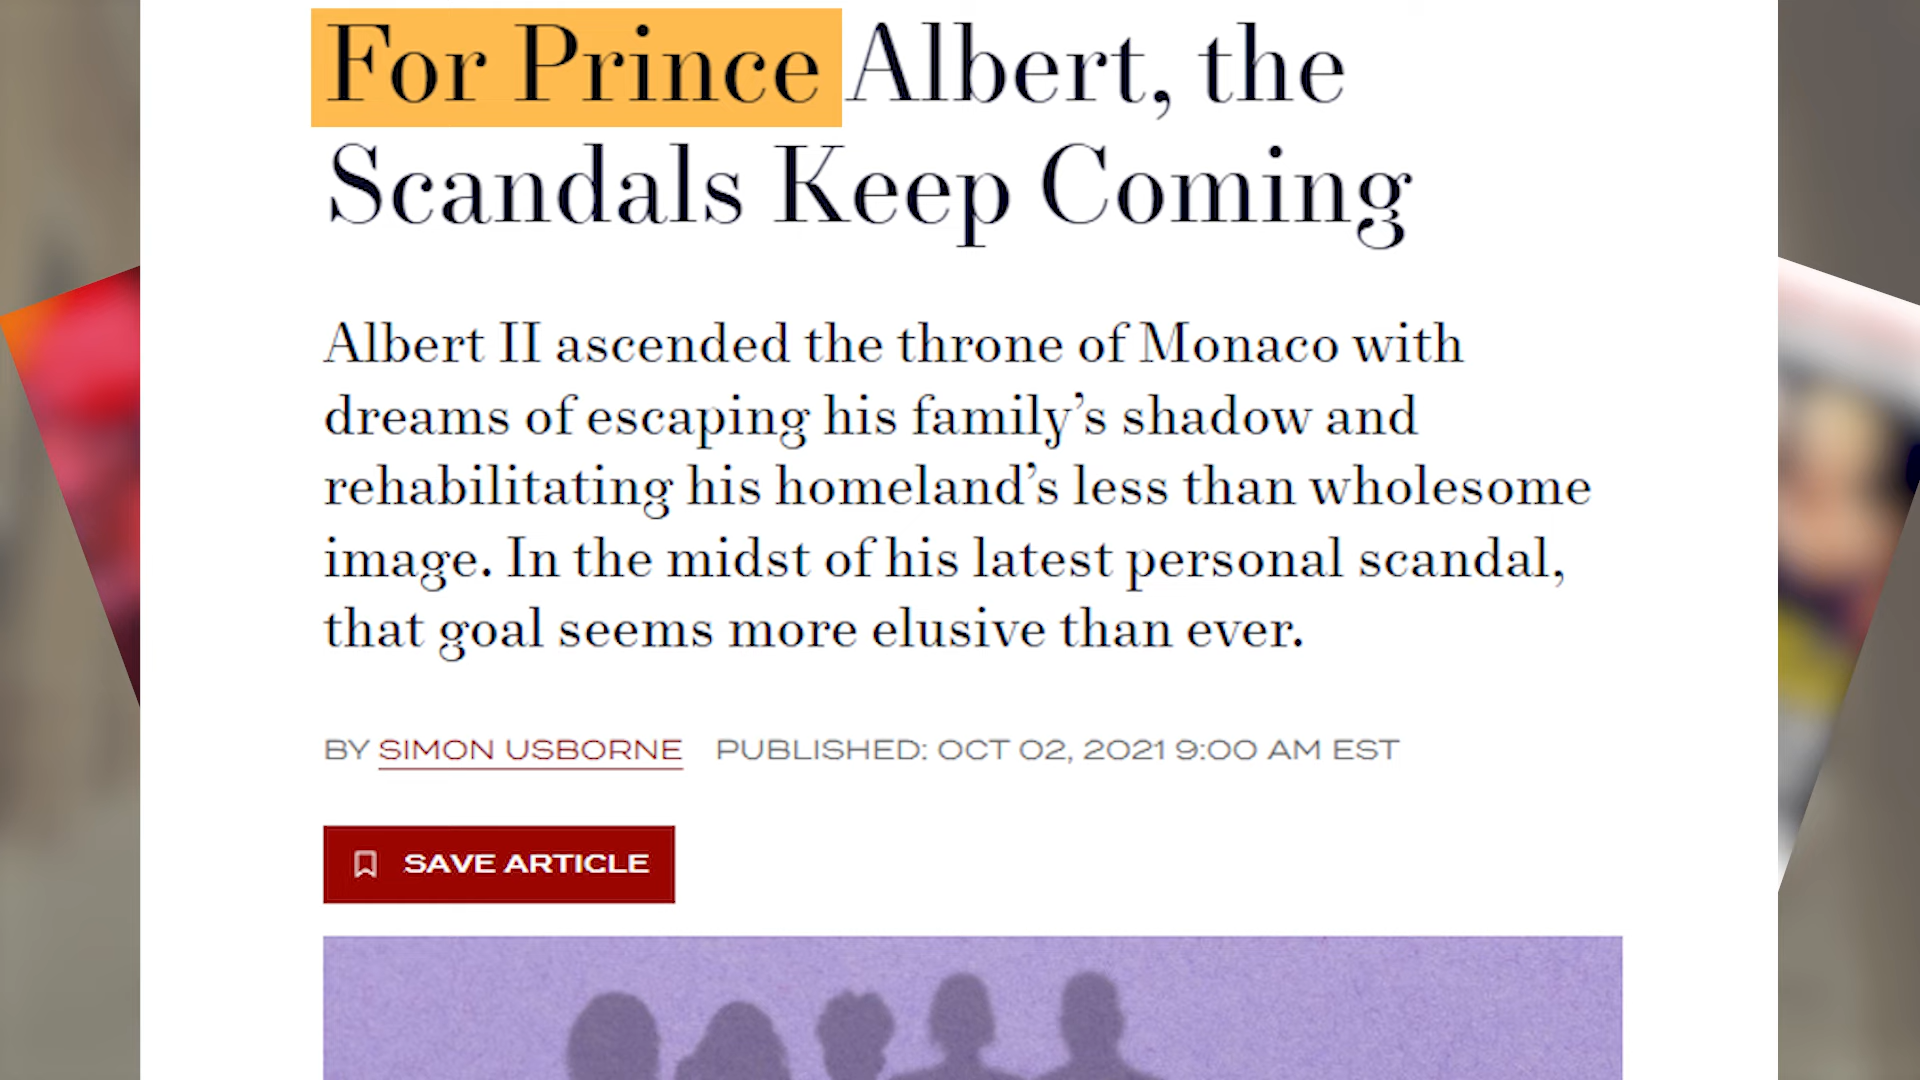 For Prince Albert, the
Scandals Keep Coming
Albert II ascended the throne of Monaco with
dreams of escaping his family’s shadow and
rehabilitating his homeland’s less than wholesome
image. In the midst of his latest personal scandal,
that goal seems more elusive than ever.
BY SIMON USBORNE PUBLISHED: OCT 02, 2021 9:00 AM EST
SAVE ARTICLE